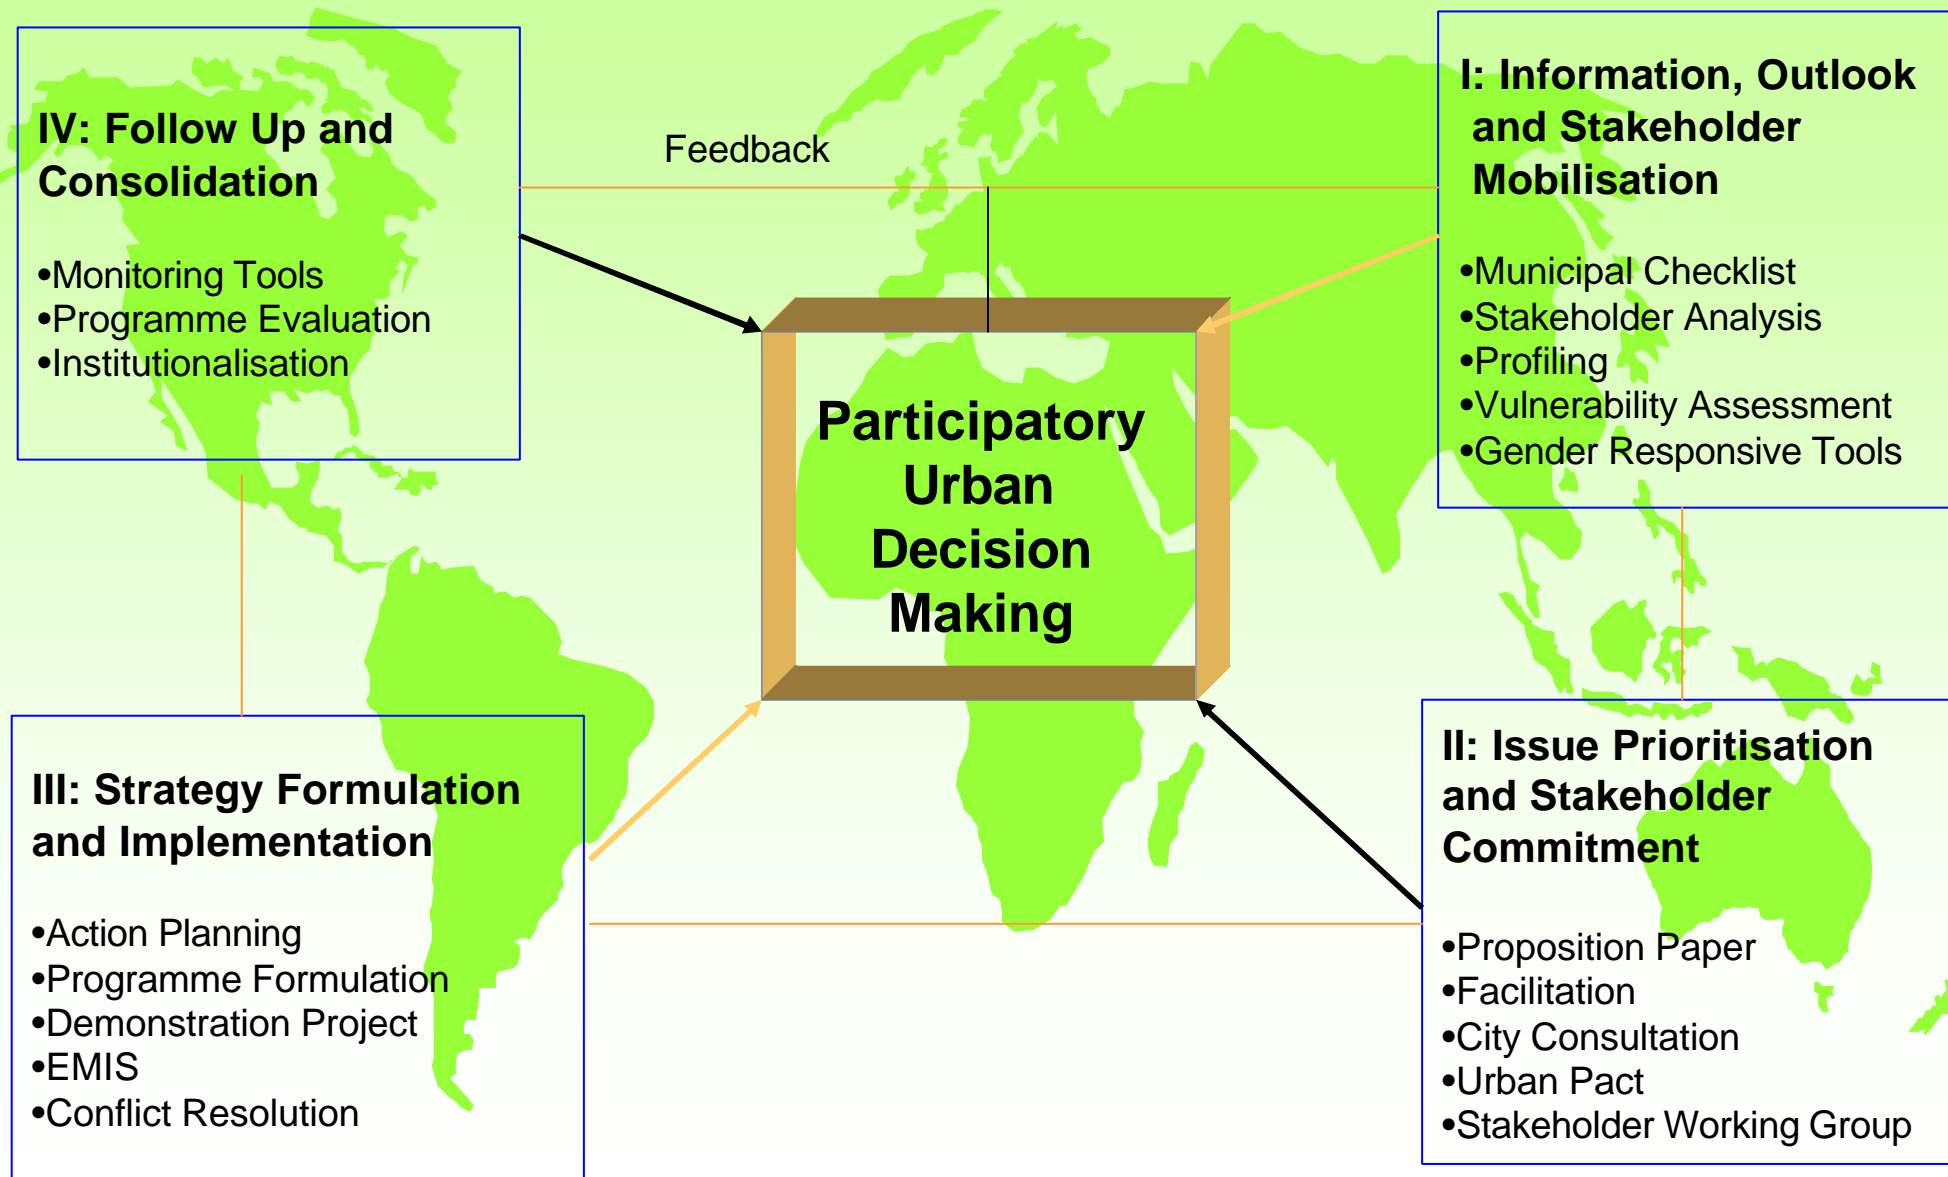 IV: Follow Up and
Consolidation
•Monitoring Tools
•Programme Evaluation
•Institutionalisation
Feedback
I: Information, Outlook
and Stakeholder
Mobilisation
•Municipal Checklist
•Stakeholder Analysis
•Profiling
•Vulnerability Assessment
•Gender Responsive Tools
Participatory
Urban
Decision
Making
III: Strategy Formulation
and Implementation
•Action Planning
•Programme Formulation
•Demonstration Project
•EMIS
•Conflict Resolution
II: Issue Prioritisation
and Stakeholder
Commitment
•Proposition Paper
•Facilitation
•City Consultation
•Urban Pact
•Stakeholder Working Group